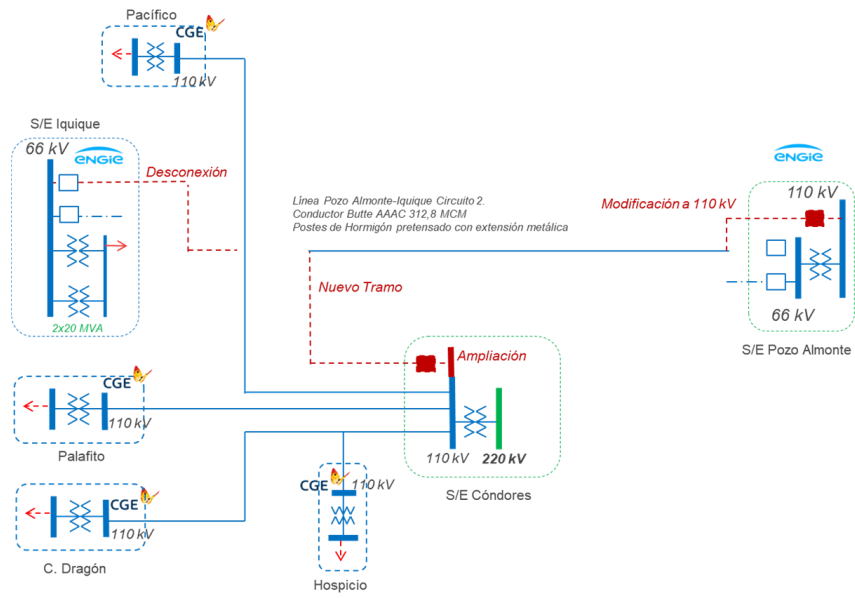 Pacífico
CGE
110 kV
S/E Iquique
66 kV
ENGIE
Desconexión
2x20 MVA
Línea Pozo Almonte-Iquique Circuito 2.
Conductor Butte AAAC 312,8 MCM
Postes de Hormigón pretensado con extensión metálica
Nuevo Tramo
ENGIE
Modificación a 110 kV
110 kV
66 kV
S/E Pozo Almonte
Ampliación
110 kV
220 kV
S/E Cóndores
CGE
110 kV
Palafito
CGE
110 kV
C. Dragón
CGE
110 kV
Hospicio